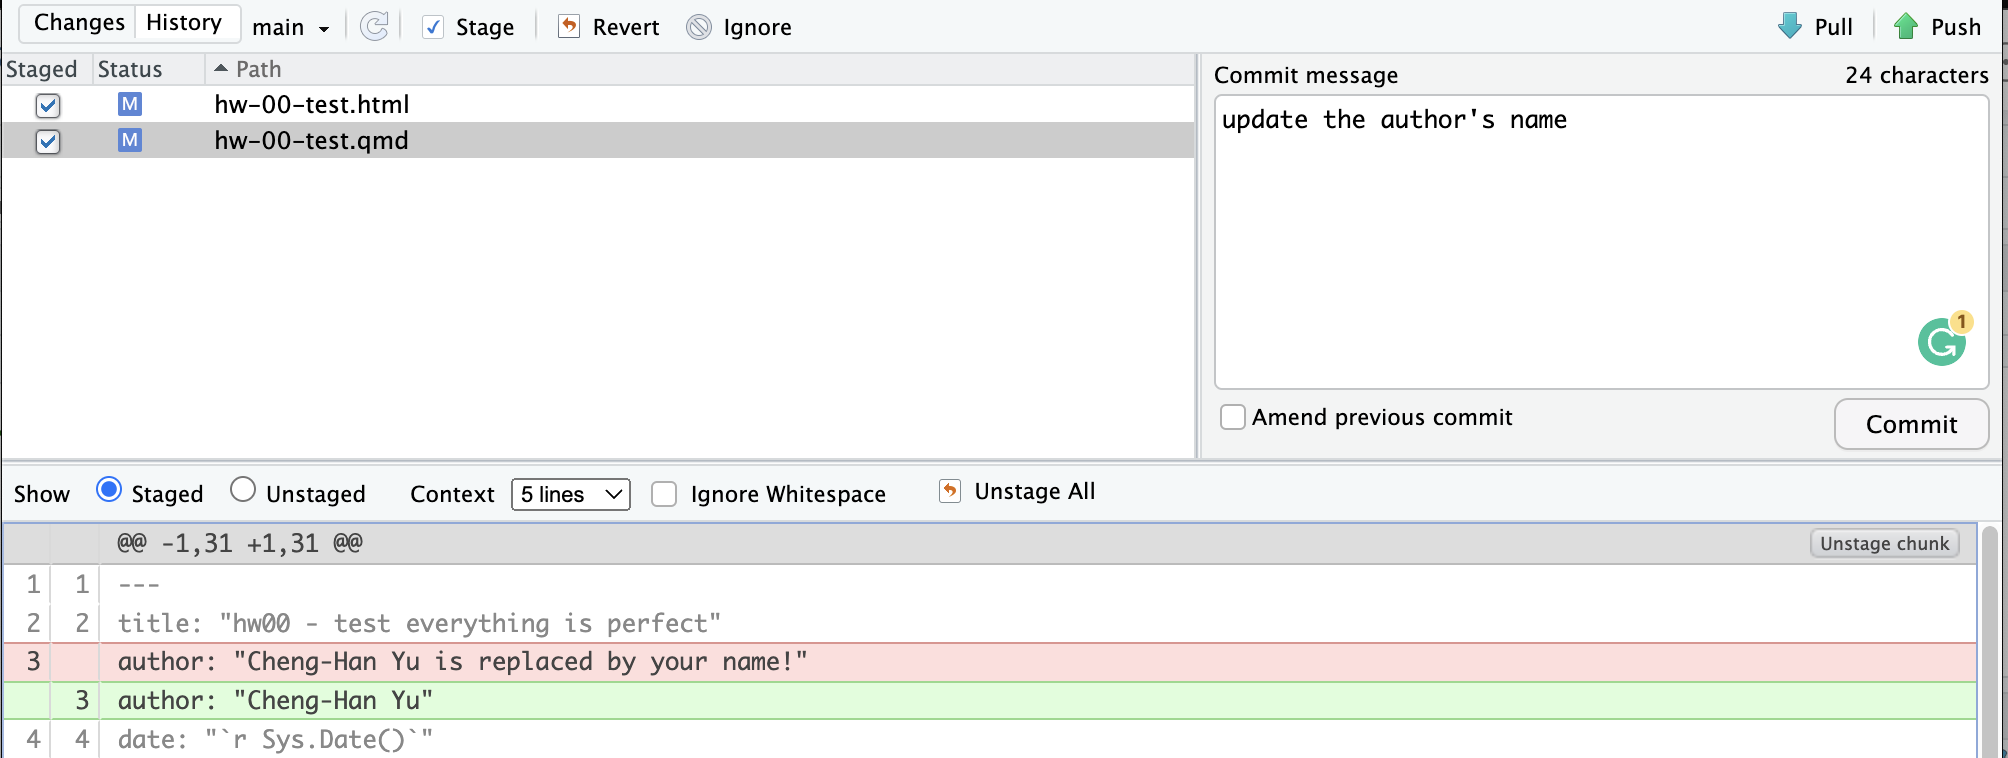 Changes History main Stage Revert Ignore Pull Push
Staged Status Path
M hw-00-test.html
M hw-00-test.qmd
Commit message 24 characters
update the author's name
1
Amend previous commit Commit
Show Staged Unstaged Context 5 lines Ignore Whitespace Unstage All
@@ -1,31 +1,31 @@ Unstage chunk
1 1 ---
2 2 title: "hw00 - test everything is perfect"
3 author: "Cheng-Han Yu is replaced by your name!"
3 author: "Cheng-Han Yu"
4 4 date: "`r Sys.Date()`"